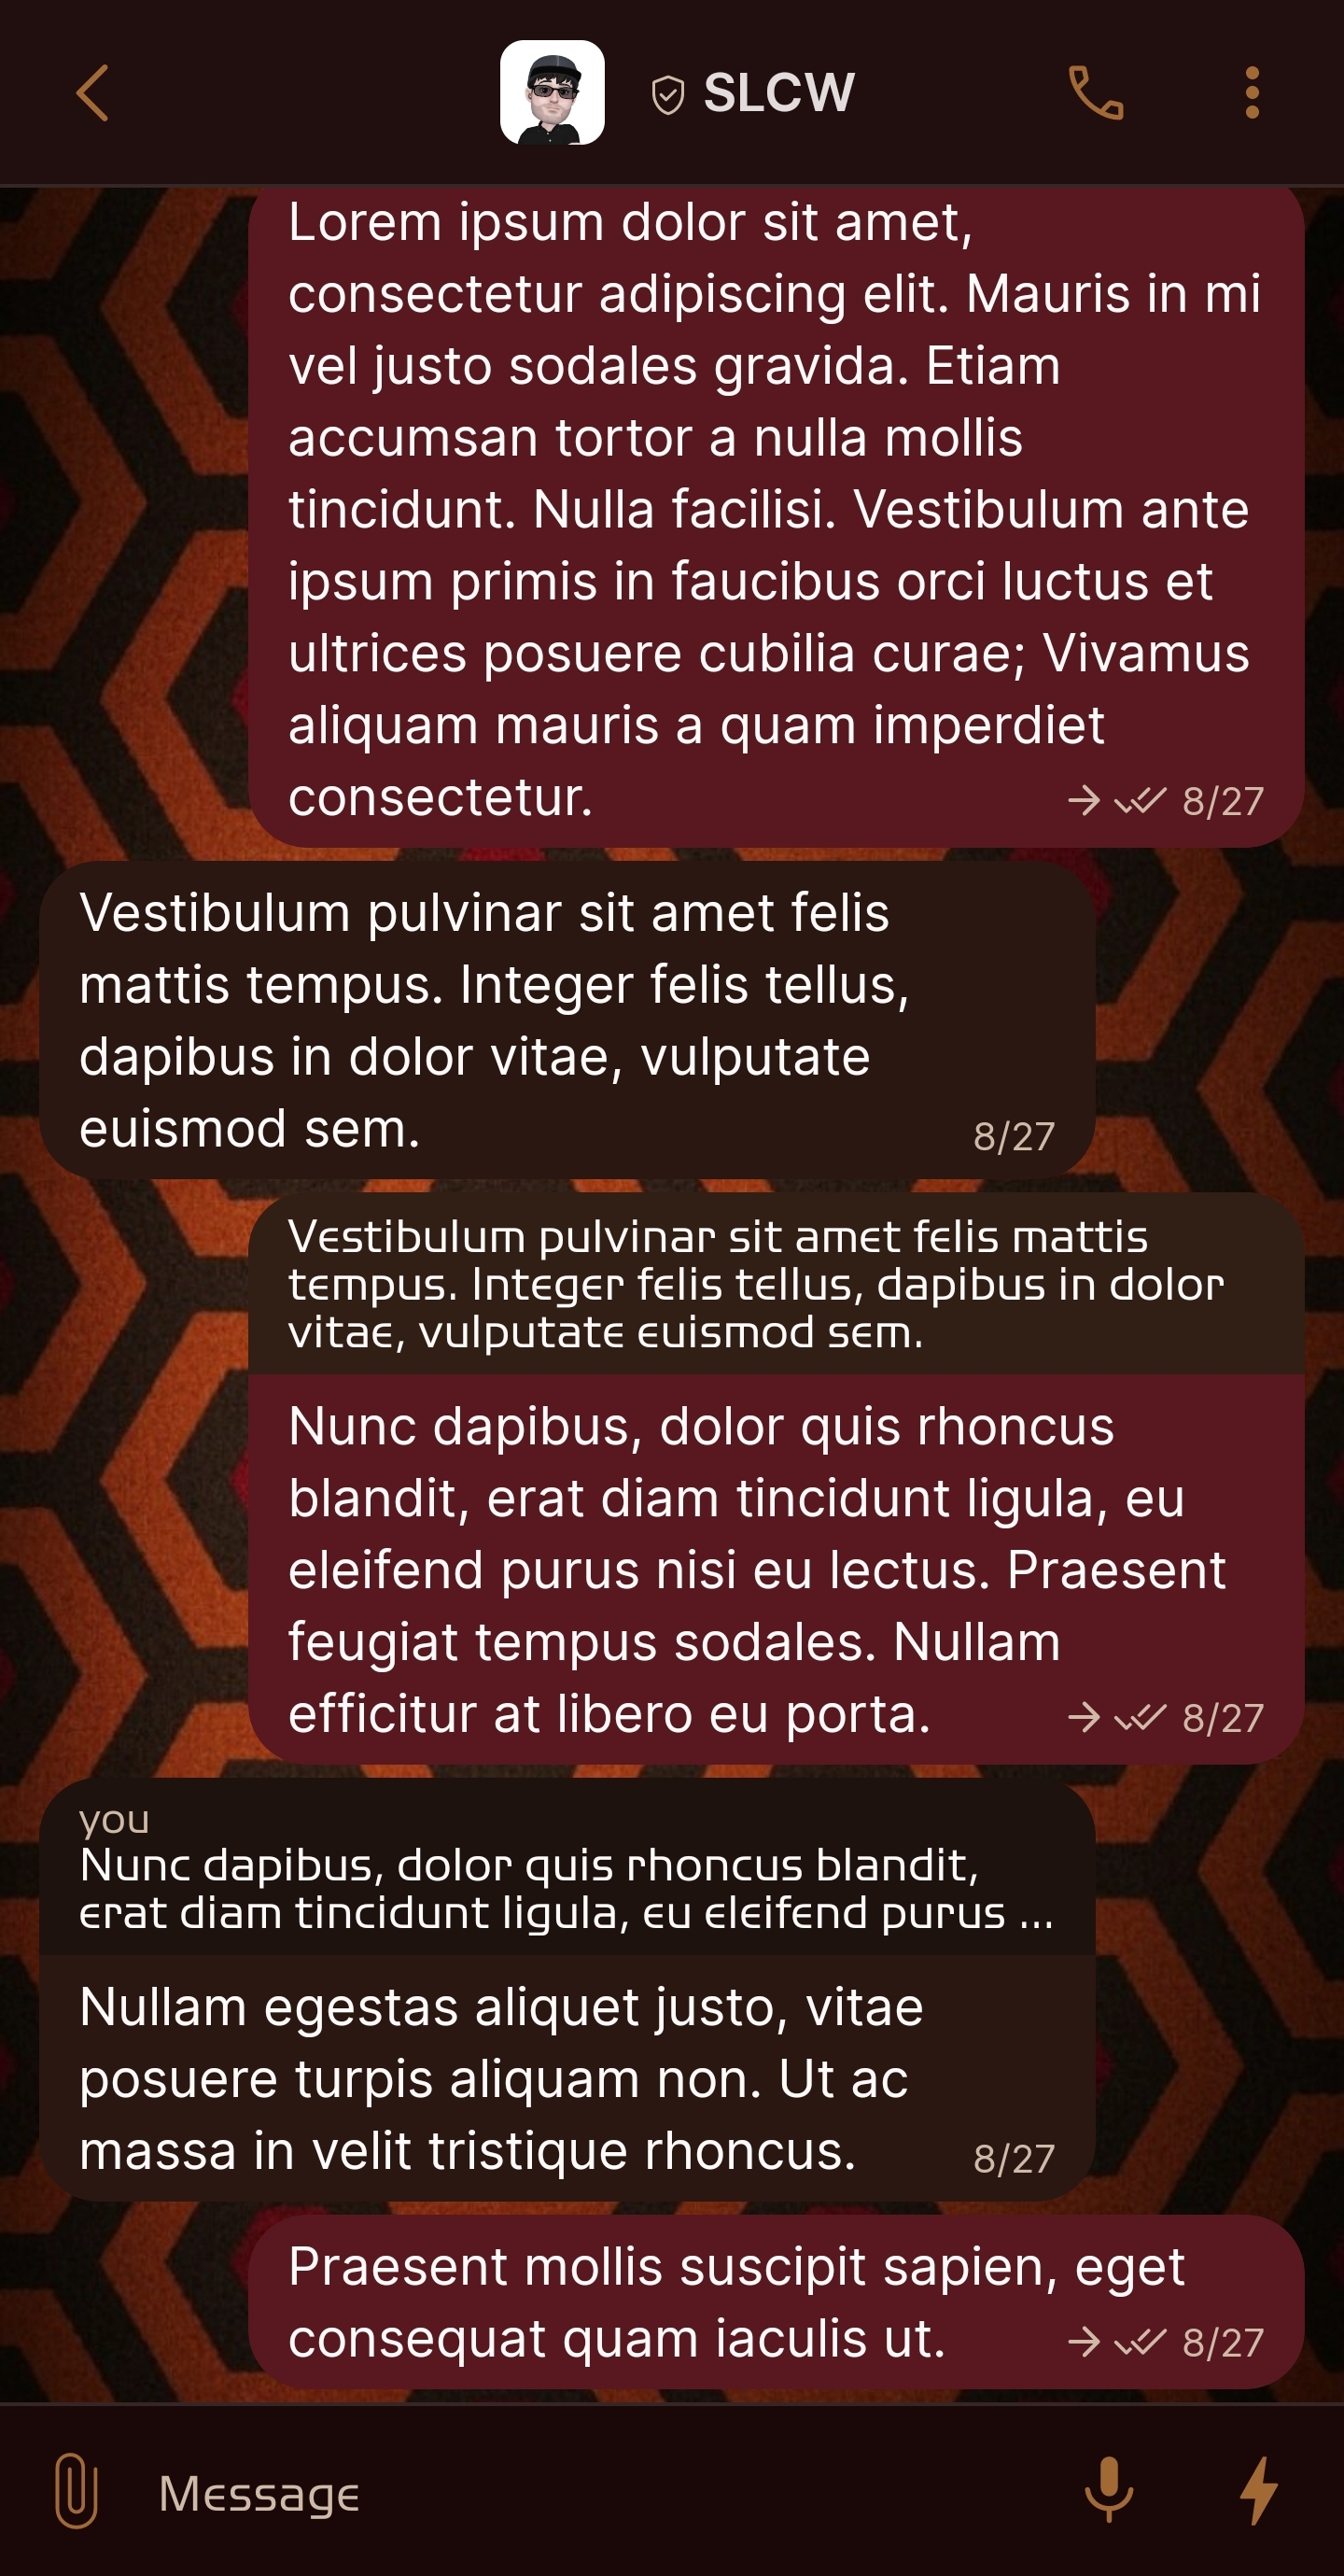 SLCW
Lorem ipsum dolor sit amet,
consectetur adipiscing elit. Mauris in mi
vel justo sodales gravida. Etiam
accumsan tortor a nulla mollis
tincidunt. Nulla facilisi. Vestibulum ante
ipsum primis in faucibus orci luctus et
ultrices posuere cubilia curae; Vivamus
aliquam mauris a quam imperdiet
consectetur.
8/27
Vestibulum pulvinar sit amet felis
mattis tempus. Integer felis tellus,
dapibus in dolor vitae, vulputate
euismod sem.
8/27
Vestibulum pulvinar sit amet felis mattis
tempus. Integer felis tellus, dapibus in dolor
vitae, vulputate euismod sem.
Nunc dapibus, dolor quis rhoncus
blandit, erat diam tincidunt ligula, eu
eleifend purus nisi eu lectus. Praesent
feugiat tempus sodales. Nullam
efficitur at libero eu porta.
8/27
you
Nunc dapibus, dolor quis rhoncus blandit,
erat diam tincidunt ligula, eu eleifend purus ...
Nullam egestas aliquet justo, vitae
posuere turpis aliquam non. Ut ac
massa in velit tristique rhoncus.
8/27
Praesent mollis suscipit sapien, eget
consequat quam iaculis ut.
8/27
Message